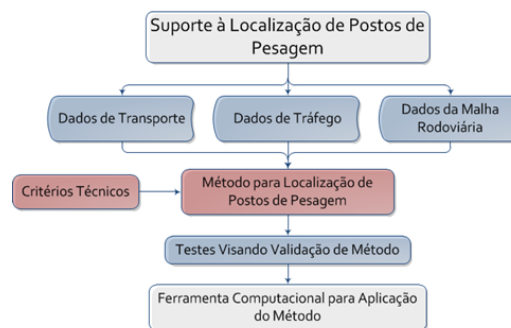 Suporte à Localização de Postos de
Pesagem
Dados de Transporte
Dados de Tráfego
Dados da Malha
Rodoviária
Critérios Técnicos
Método para Localização de
Postos de Pesagem
Testes Visando Validação de Método
Ferramenta Computacional para Aplicação
do Método